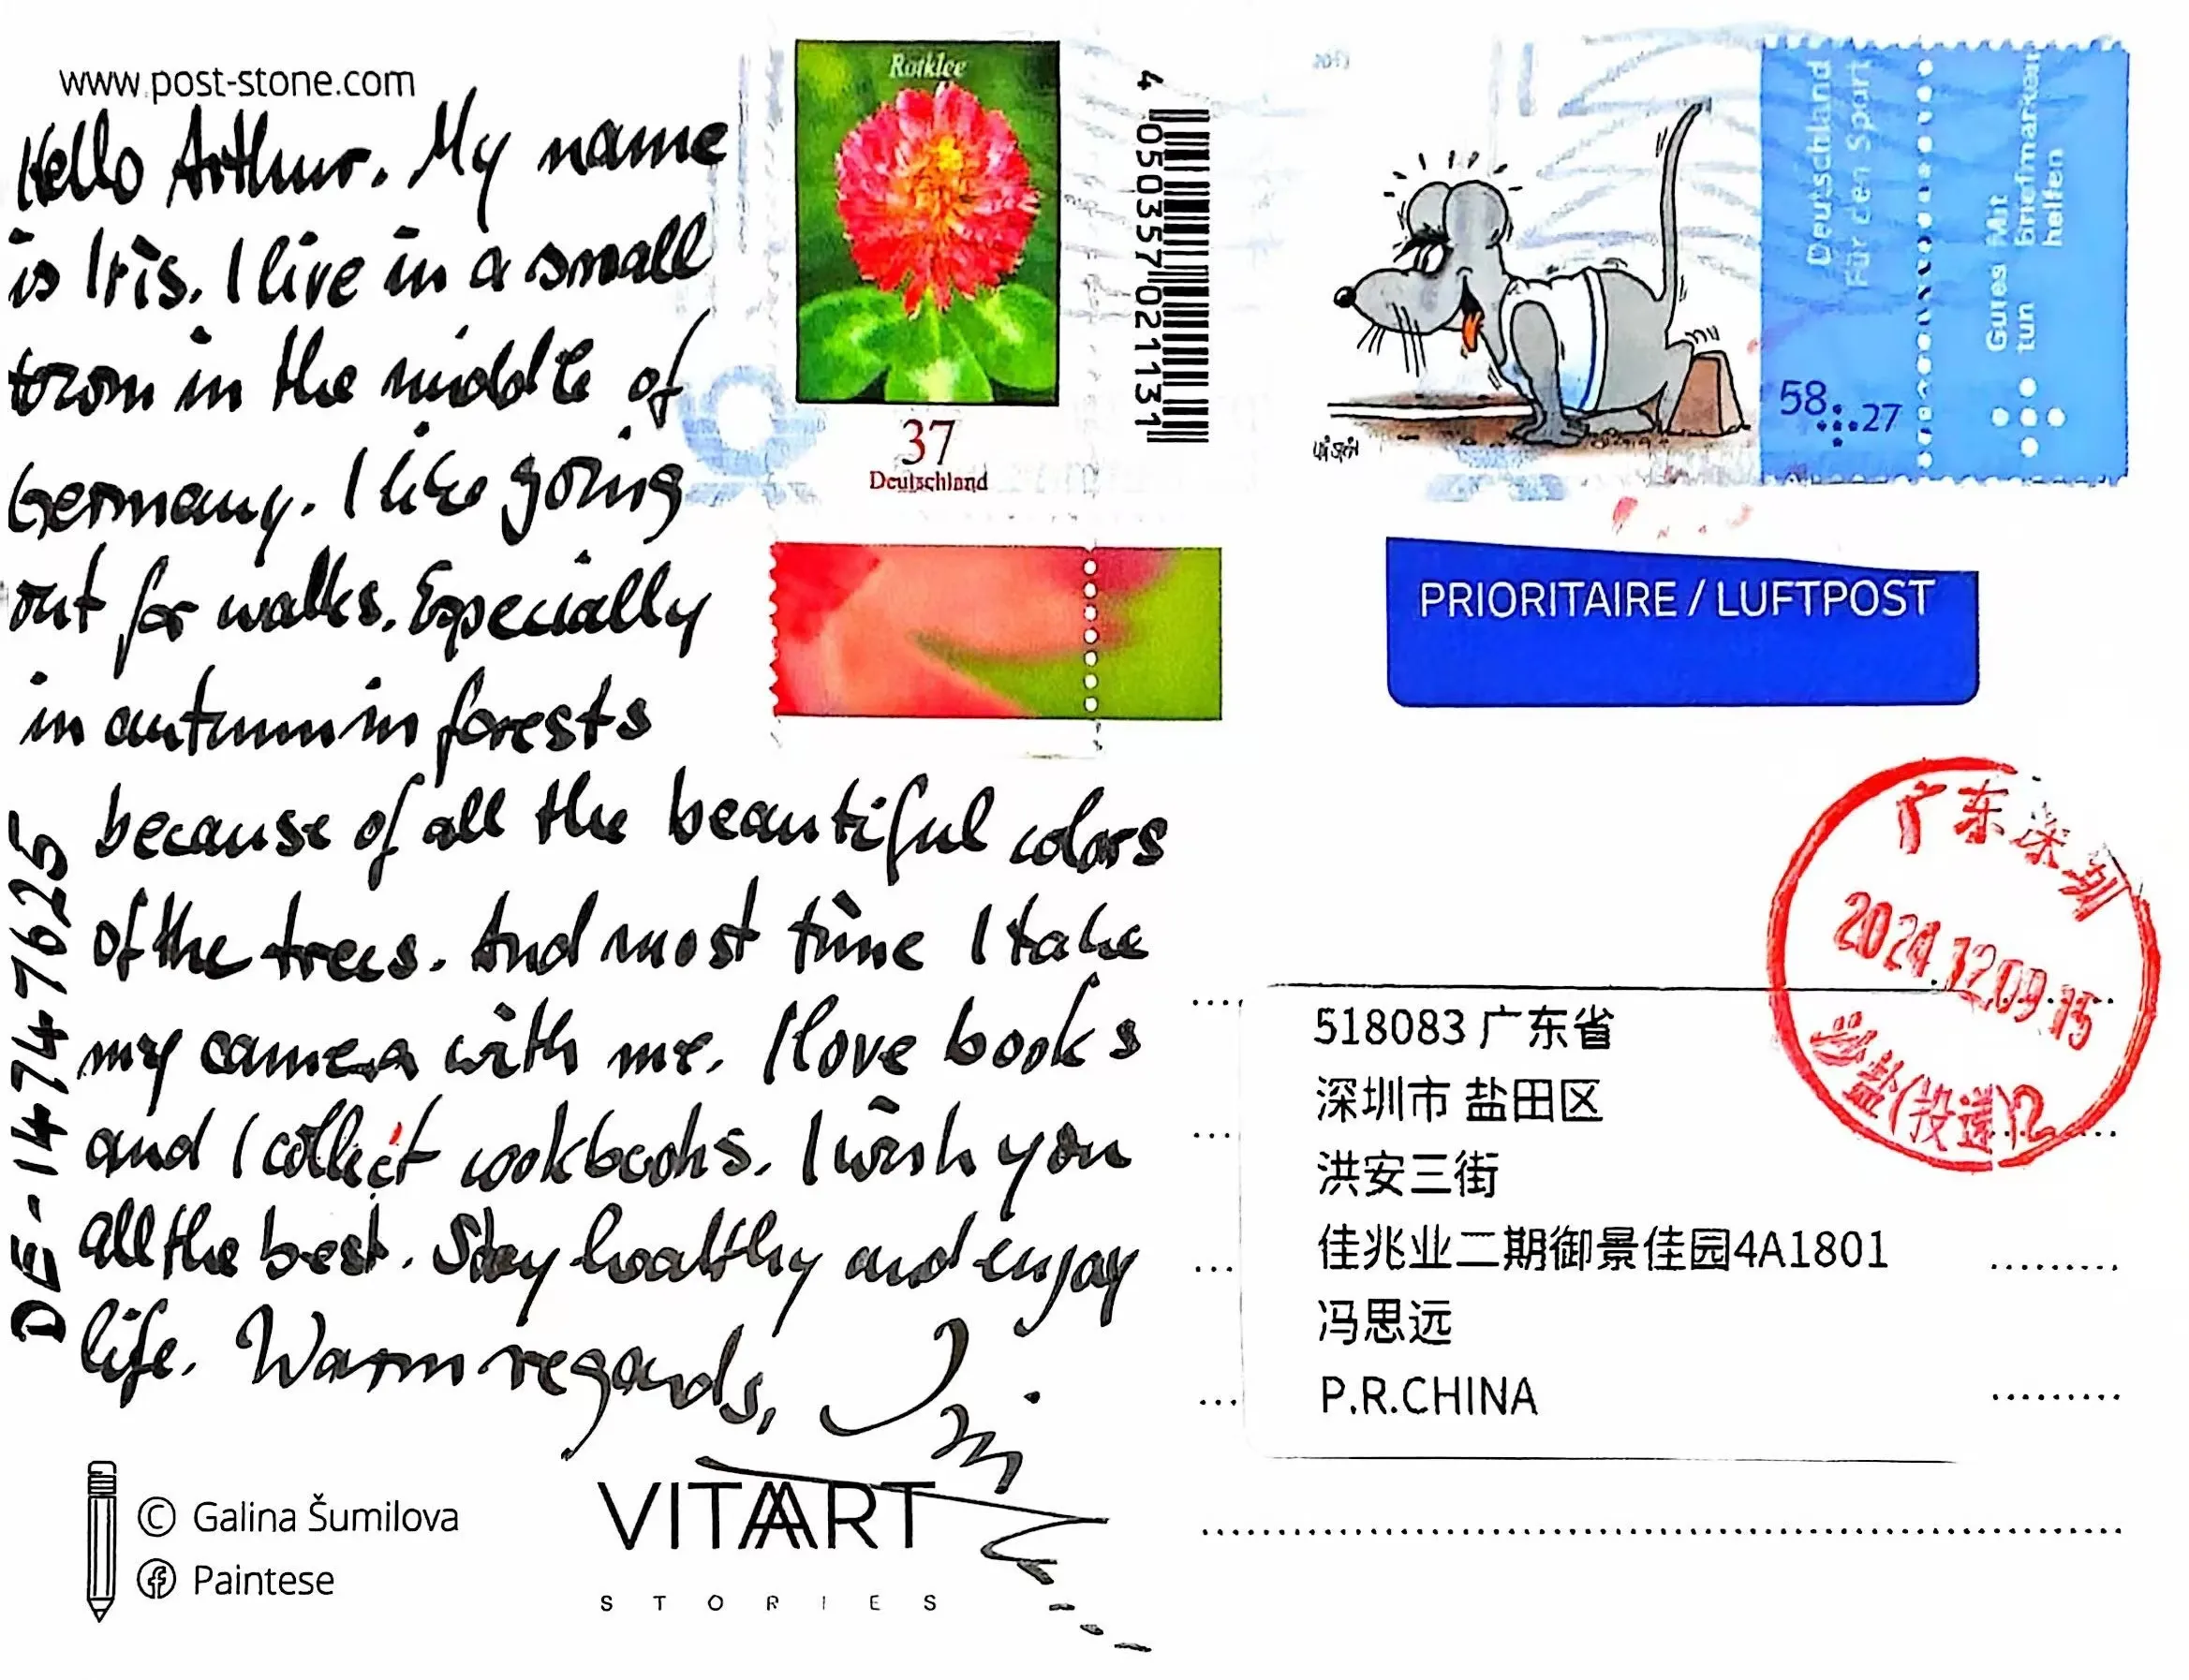 www.post-stone.com
Hello Arthur. My name
is Iris. I live in a small
town in the middle of
Germany. I like going
out for walks. Especially
in autumn in forests
because of all the beautiful colors
of the trees. And most time I take
my camera with me. I love books
and I collect cookbooks. I wish you
all the best. Stay healthy and enjoy
life. Warm regards,
Iris
DE-14747625
© Galina Šumilova
Paintese
VITAART
STORIES
Rotklee
37
Deutschland
4 050357 021131
Deutschland
Für den Sport
58
27
Gutes
tun
Mit
Briefmarken
helfen
PRIORITAIRE / LUFTPOST
广东深圳
2024.12.09.15
盐(投递)12
518083 广东省
深圳市 盐田区
洪安三街
佳兆业二期御景佳园4A1801
冯思远
P.R.CHINA